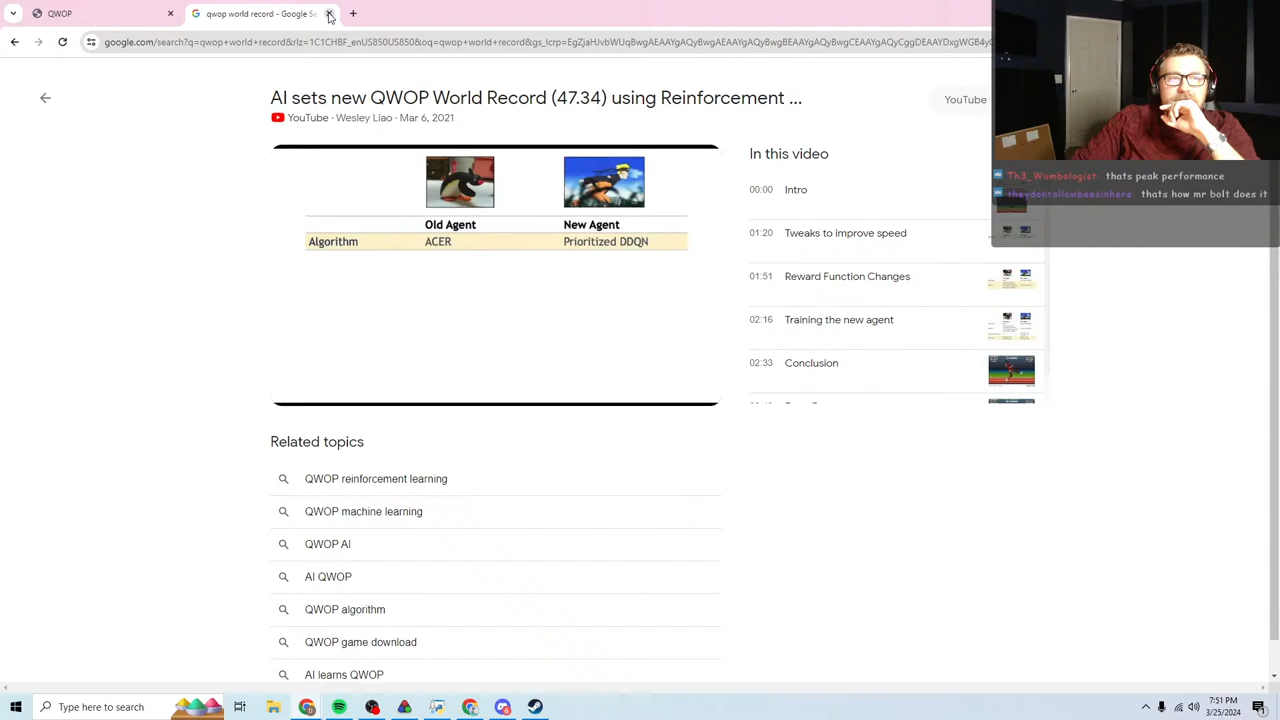 QWOP
qwop world record - Google Se
google.com/search?q=qwop+world+record&rlz=1C1CHBF_enUS850US850&oq=qwop+world+record&gs_lcrp=EgZjaHJvbWUqBwgAEAAYgAQyBwgAEAAYgAQyBwgBEAAYgAQyBwgCEAAYgAQyCggDEAAYDxgWGB4y
AI sets new QWOP World Record (47.34) using Reinforcement ...
YouTube · Wesley Liao · Mar 6, 2021
YouTube
Old Agent New Agent
Algorithm ACER Prioritized DDQN
In this video
00:00 Intro
01:20 Tweaks to improve speed
01:51 Reward Function Changes
02:16 Training the new agent
02:33 Conclusion
Th3_Wumbologist thats peak performance
theydontallowbeesinhere thats how mr bolt does it
Related topics
QWOP reinforcement learning
QWOP machine learning
QWOP AI
AI QWOP
QWOP algorithm
QWOP game download
AI learns QWOP
Type here to search
7:51 PM
3/25/2024